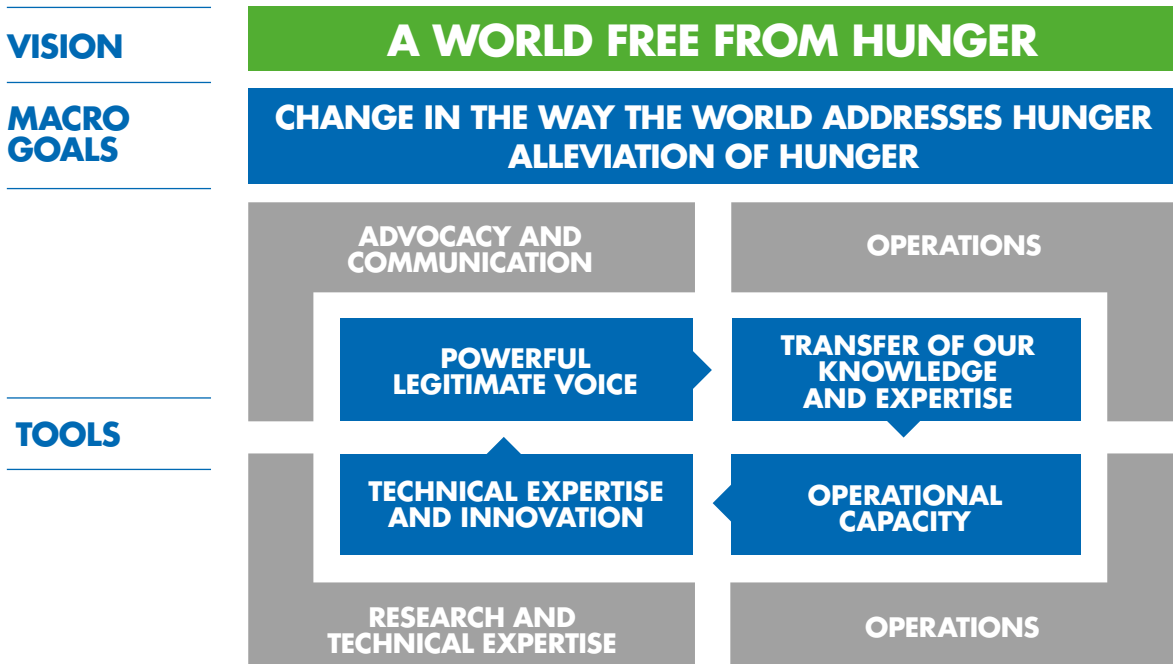 VISION
A WORLD FREE FROM HUNGER
MACRO
GOALS
CHANGE IN THE WAY THE WORLD ADDRESSES HUNGER
ALLEVIATION OF HUNGER
ADVOCACY AND
COMMUNICATION
OPERATIONS
POWERFUL
LEGITIMATE VOICE
TRANSFER OF OUR
KNOWLEDGE
AND EXPERTISE
TOOLS
TECHNICAL EXPERTISE
AND INNOVATION
OPERATIONAL
CAPACITY
RESEARCH AND
TECHNICAL EXPERTISE
OPERATIONS